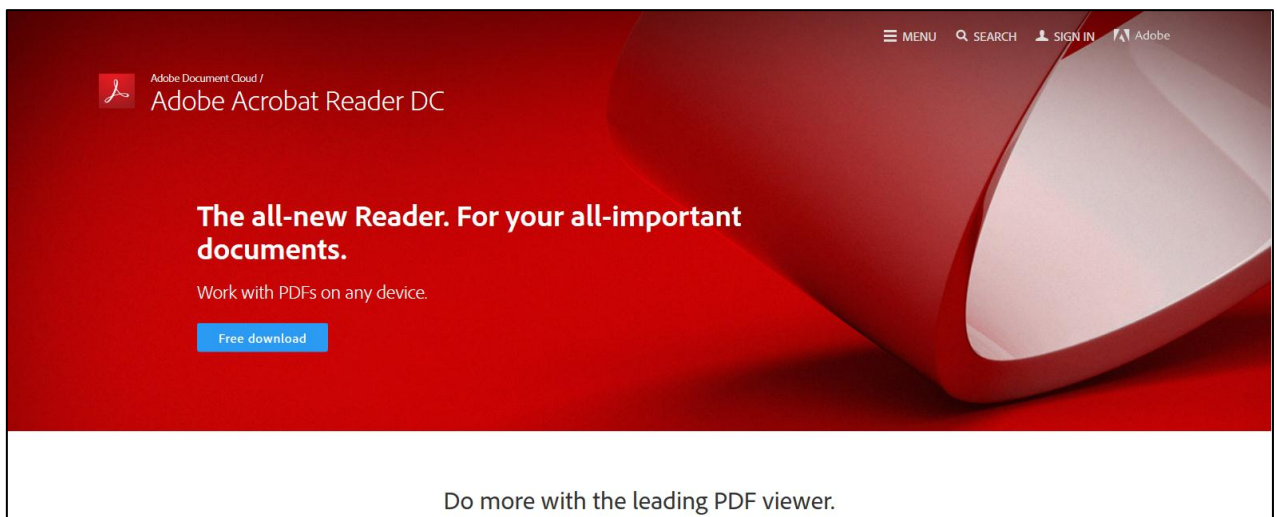 MENU SEARCH SIGN IN Adobe
Adobe Document Cloud /
Adobe Acrobat Reader DC
The all-new Reader. For your all-important
documents.
Work with PDFs on any device.
Free download
Do more with the leading PDF viewer.